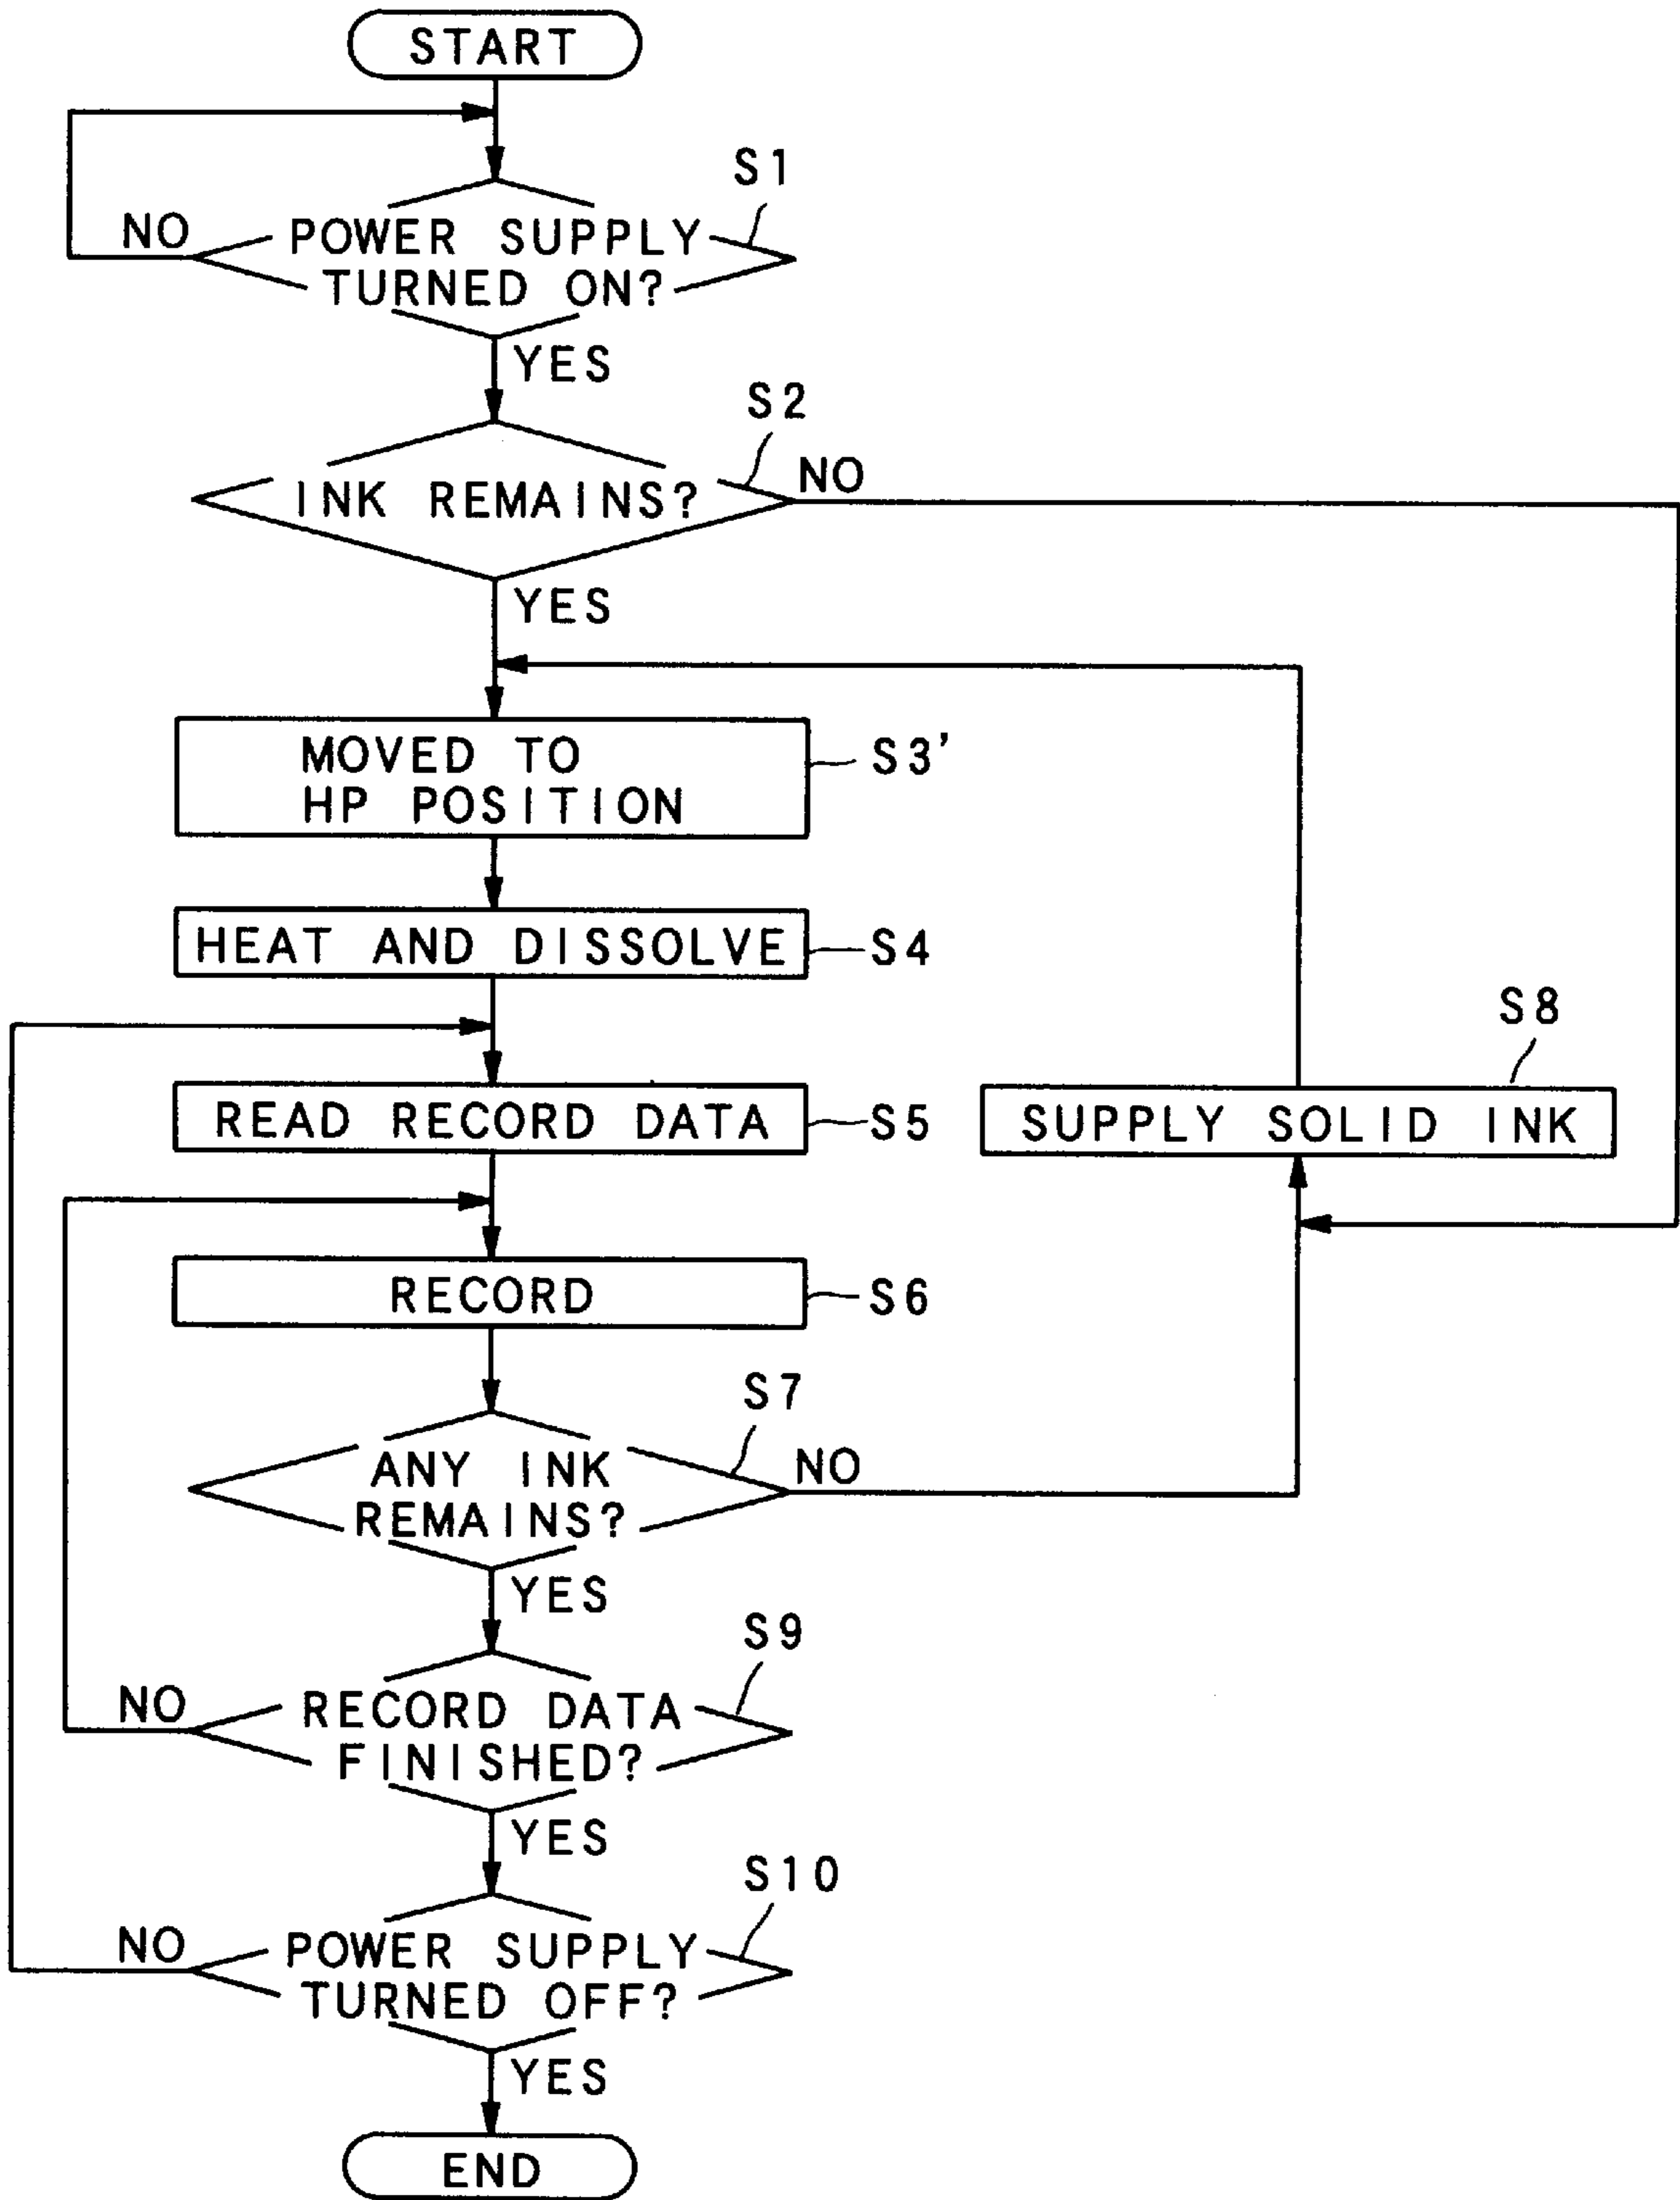 START
S1
NO
POWER SUPPLY
TURNED ON?
YES
S2
INK REMAINS?
NO
YES
MOVED TO
HP POSITION
S3'
HEAT AND DISSOLVE
S4
S8
READ RECORD DATA
S5
SUPPLY SOLID INK
RECORD
S6
S7
ANY INK
REMAINS?
NO
YES
S9
NO
RECORD DATA
FINISHED?
YES
S10
NO
POWER SUPPLY
TURNED OFF?
YES
END